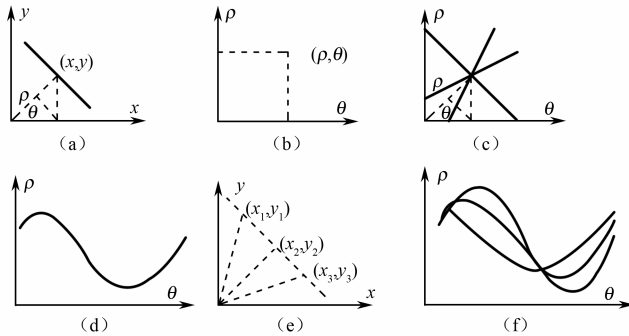 y
(x,y)
ρ
θ
x
(a)
ρ
(ρ,θ)
θ
(b)
ρ
ρ
θ
θ
(c)
ρ
θ
(d)
y
(x₁,y₁)
(x₂,y₂)
(x₃,y₃)
x
(e)
ρ
θ
(f)